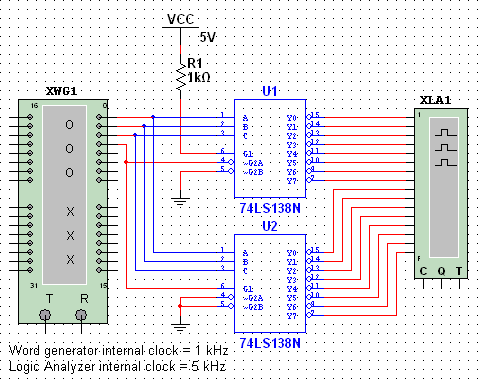 VCC
5V
R1
1kΩ
XWG1
U1
XLA1
16 0
O
O
O
X
X
X
31 15
T R
1 A Y0 15
2 B Y1 14
3 C Y2 13
Y3 12
Y4 11
6 G1 Y5 10
4 ~G2A Y6 9
5 ~G2B Y7 7
74LS138N
U2
1 A Y0 15
2 B Y1 14
3 C Y2 13
Y3 12
Y4 11
6 G1 Y5 10
4 ~G2A Y6 9
5 ~G2B Y7 7
74LS138N
1
F
C Q T
Word generator internal clock = 1 kHz
Logic Analyzer internal clock = 5 kHz